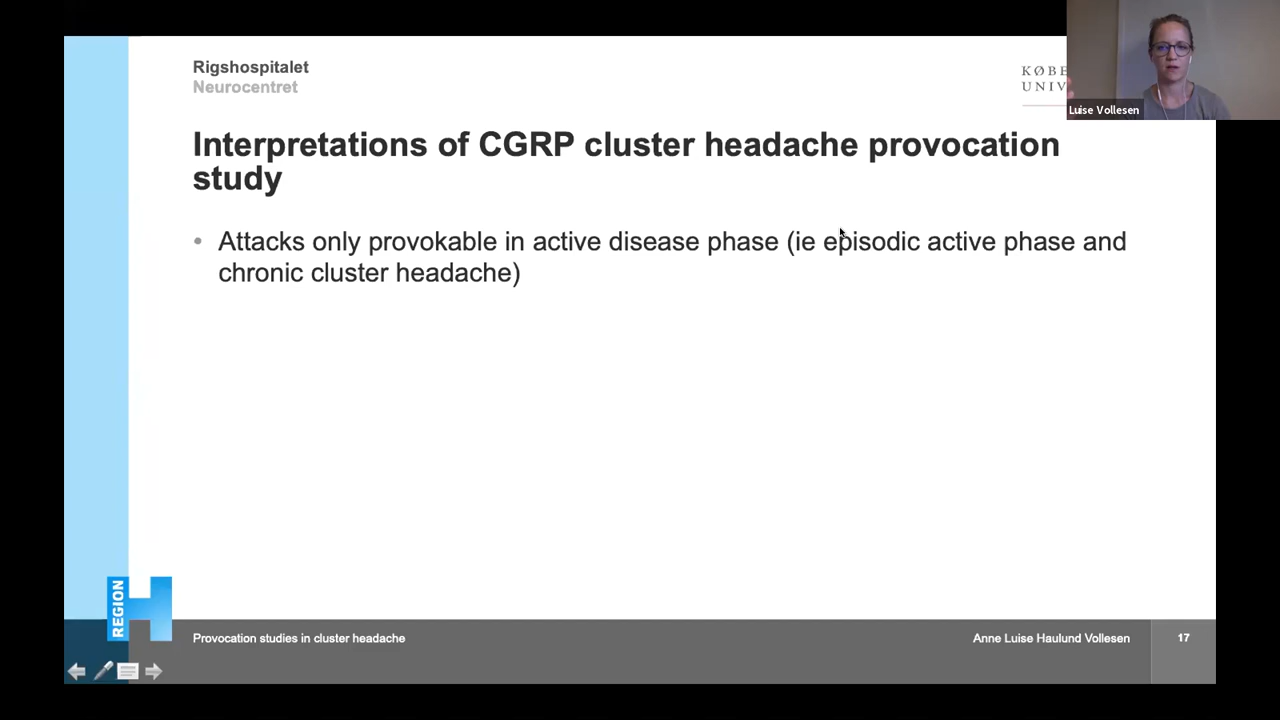 Rigshospitalet
Neurocentret
KØBE
UNIV
Luise Vollesen
Interpretations of CGRP cluster headache provocation
study
• Attacks only provokable in active disease phase (ie episodic active phase and
chronic cluster headache)
REGION
H
Provocation studies in cluster headache
Anne Luise Haulund Vollesen
17